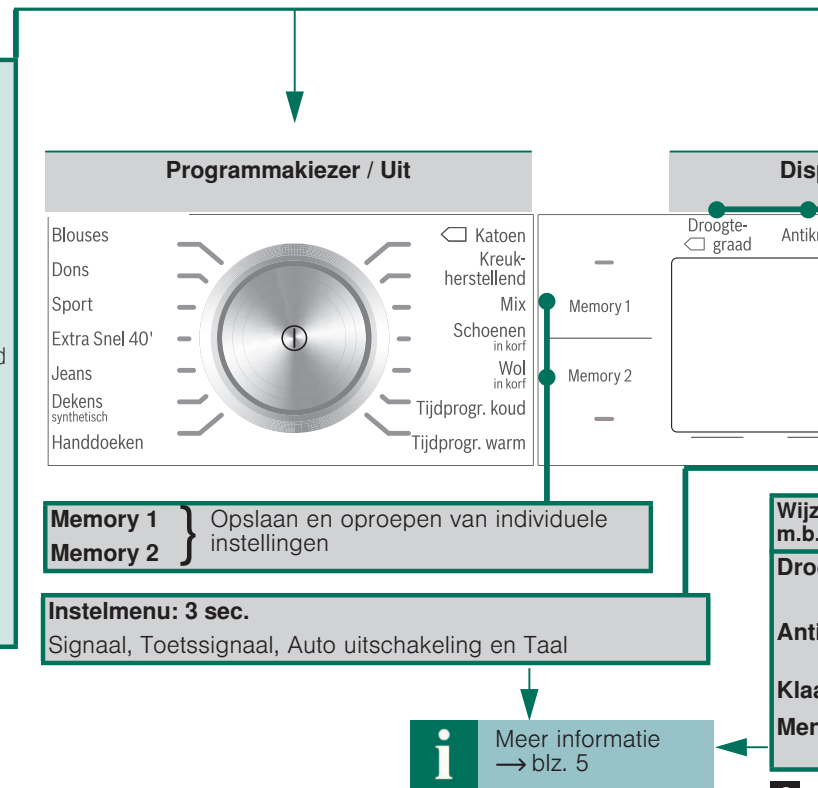 Programmakiezer / Uit
Blouses
Dons
Sport
Extra Snel 40'
Jeans
Dekens
synthetisch
Handdoeken
Katoen
Kreuk-
herstellend
Mix
Schoenen
in korf
Wol
in korf
Tijdprogr. koud
Tijdprogr. warm
Memory 1
Memory 2
Droogte-
graad
Memory 1
Memory 2
Opslaan en oproepen van individuele
instellingen
Instelmenu: 3 sec.
Signaal, Toetssignaal, Auto uitschakeling en Taal
i
Meer informatie
→ blz. 5
m.b.